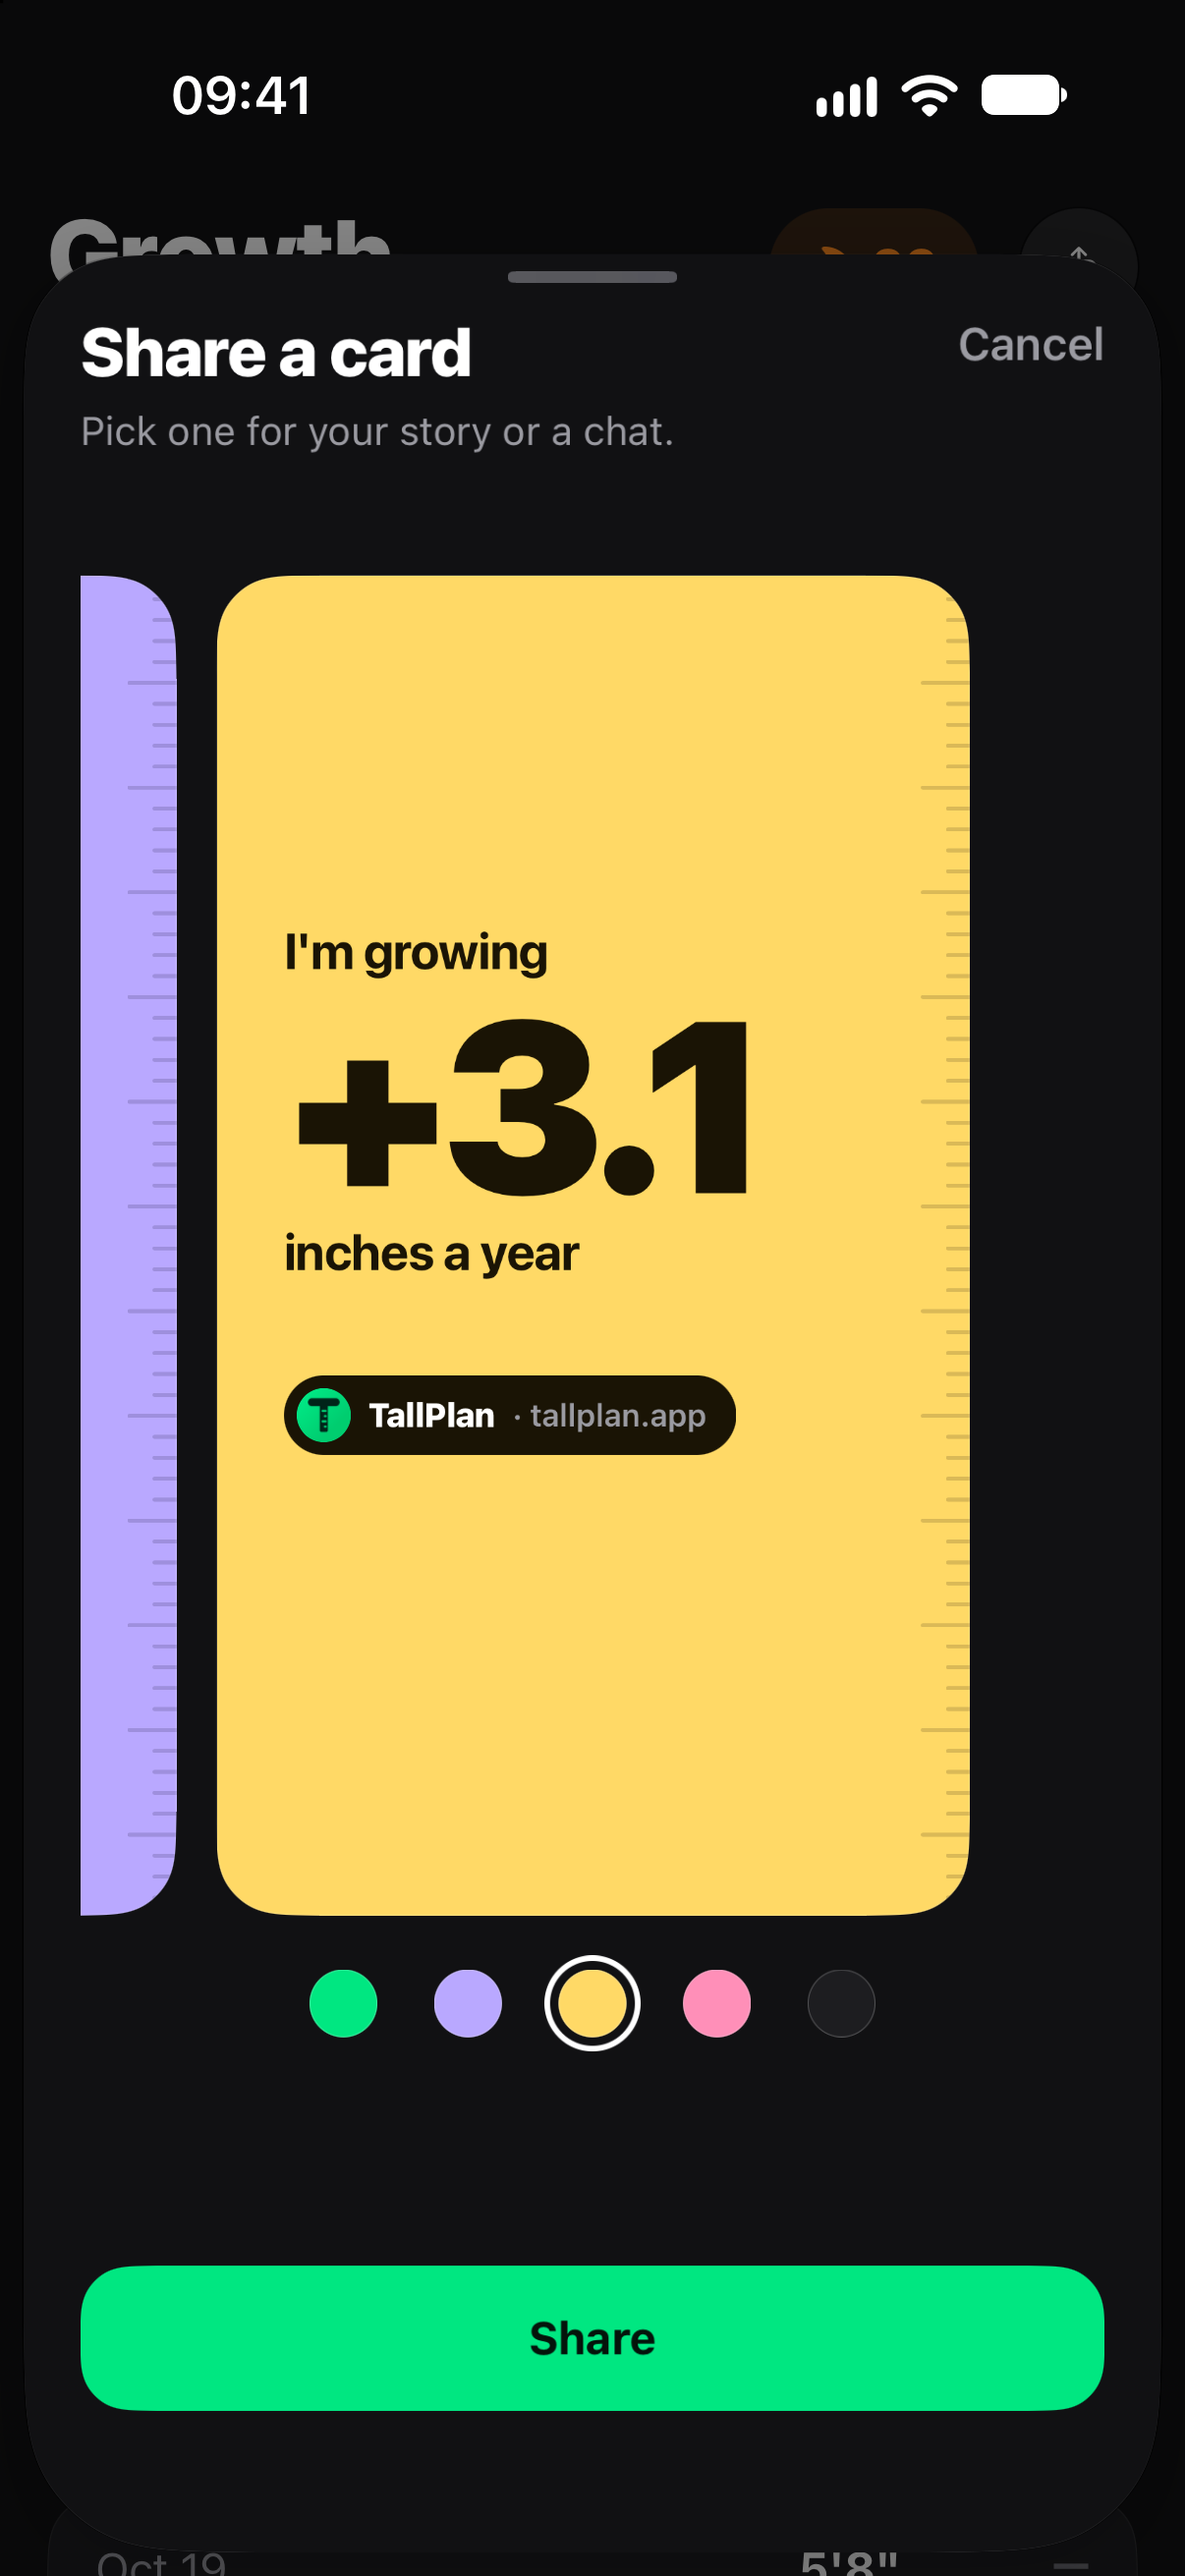 09:41
Growth
Share a card
Cancel
Pick one for your story or a chat.
I'm growing
+3.1
inches a year
TallPlan · tallplan.app
Share
Oct 19
5'8"